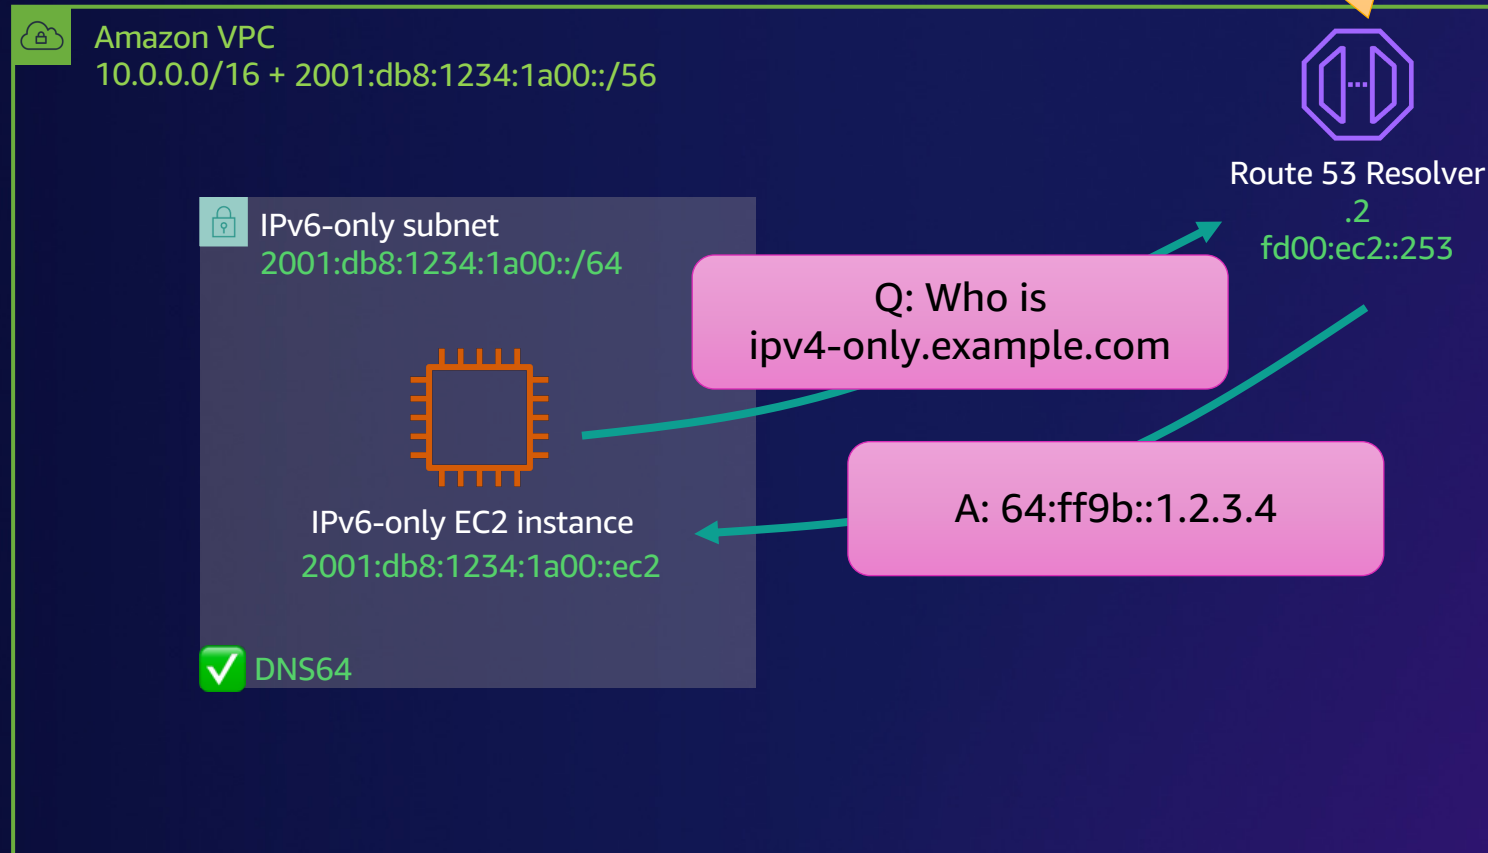 Amazon VPC
10.0.0.0/16 + 2001:db8:1234:1a00::/56
Route 53 Resolver
.2
fd00:ec2::253
IPv6-only subnet
2001:db8:1234:1a00::/64
Q: Who is
ipv4-only.example.com
A: 64:ff9b::1.2.3.4
IPv6-only EC2 instance
2001:db8:1234:1a00::ec2
DNS64